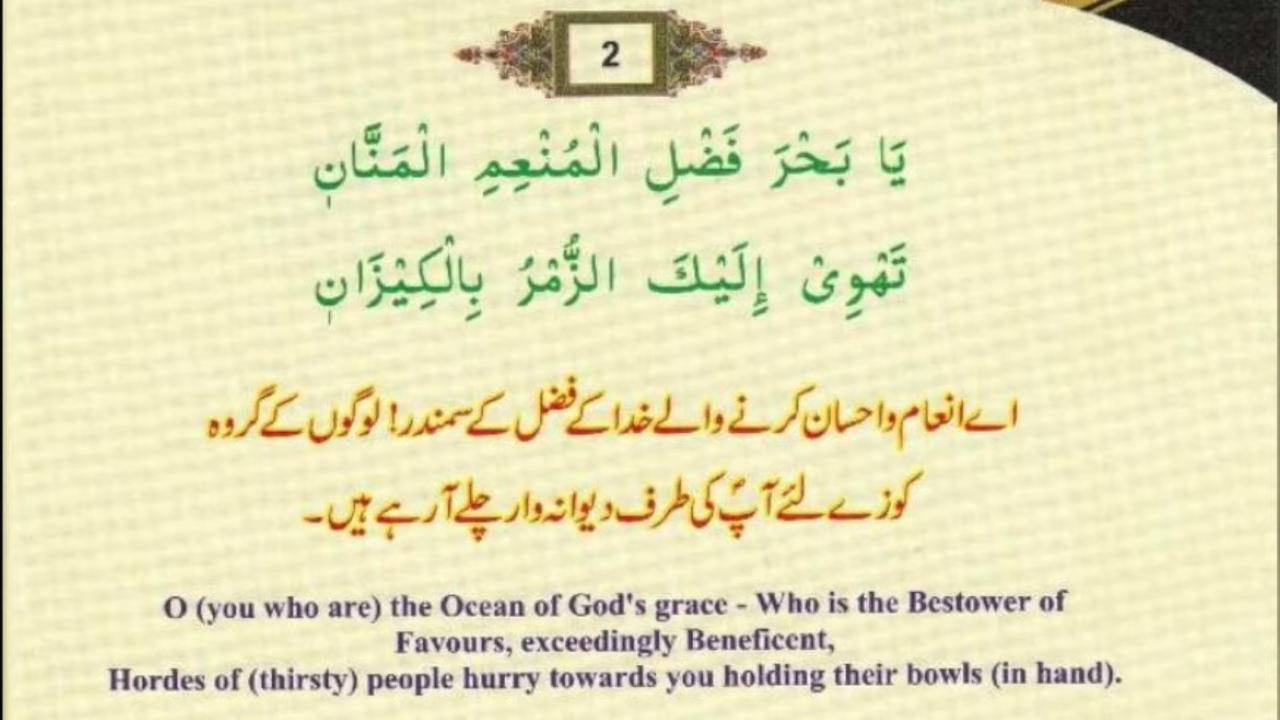 2
يَا بَحْرَ فَضْلِ الْمُنْعِمِ الْمَنَّانٖ
تَهْوِيْ إِلَيْكَ الزُّمْرُ بِالْكِيْزَانٖ
اے انعام و احسان کرنے والے خدا کے فضل کے سمندر! لوگوں کے گروہ
کوزے لئے آپؐ کی طرف دیوانہ وار چلے آ رہے ہیں۔
O (you who are) the Ocean of God's grace - Who is the Bestower of
Favours, exceedingly Beneficent,
Hordes of (thirsty) people hurry towards you holding their bowls (in hand).